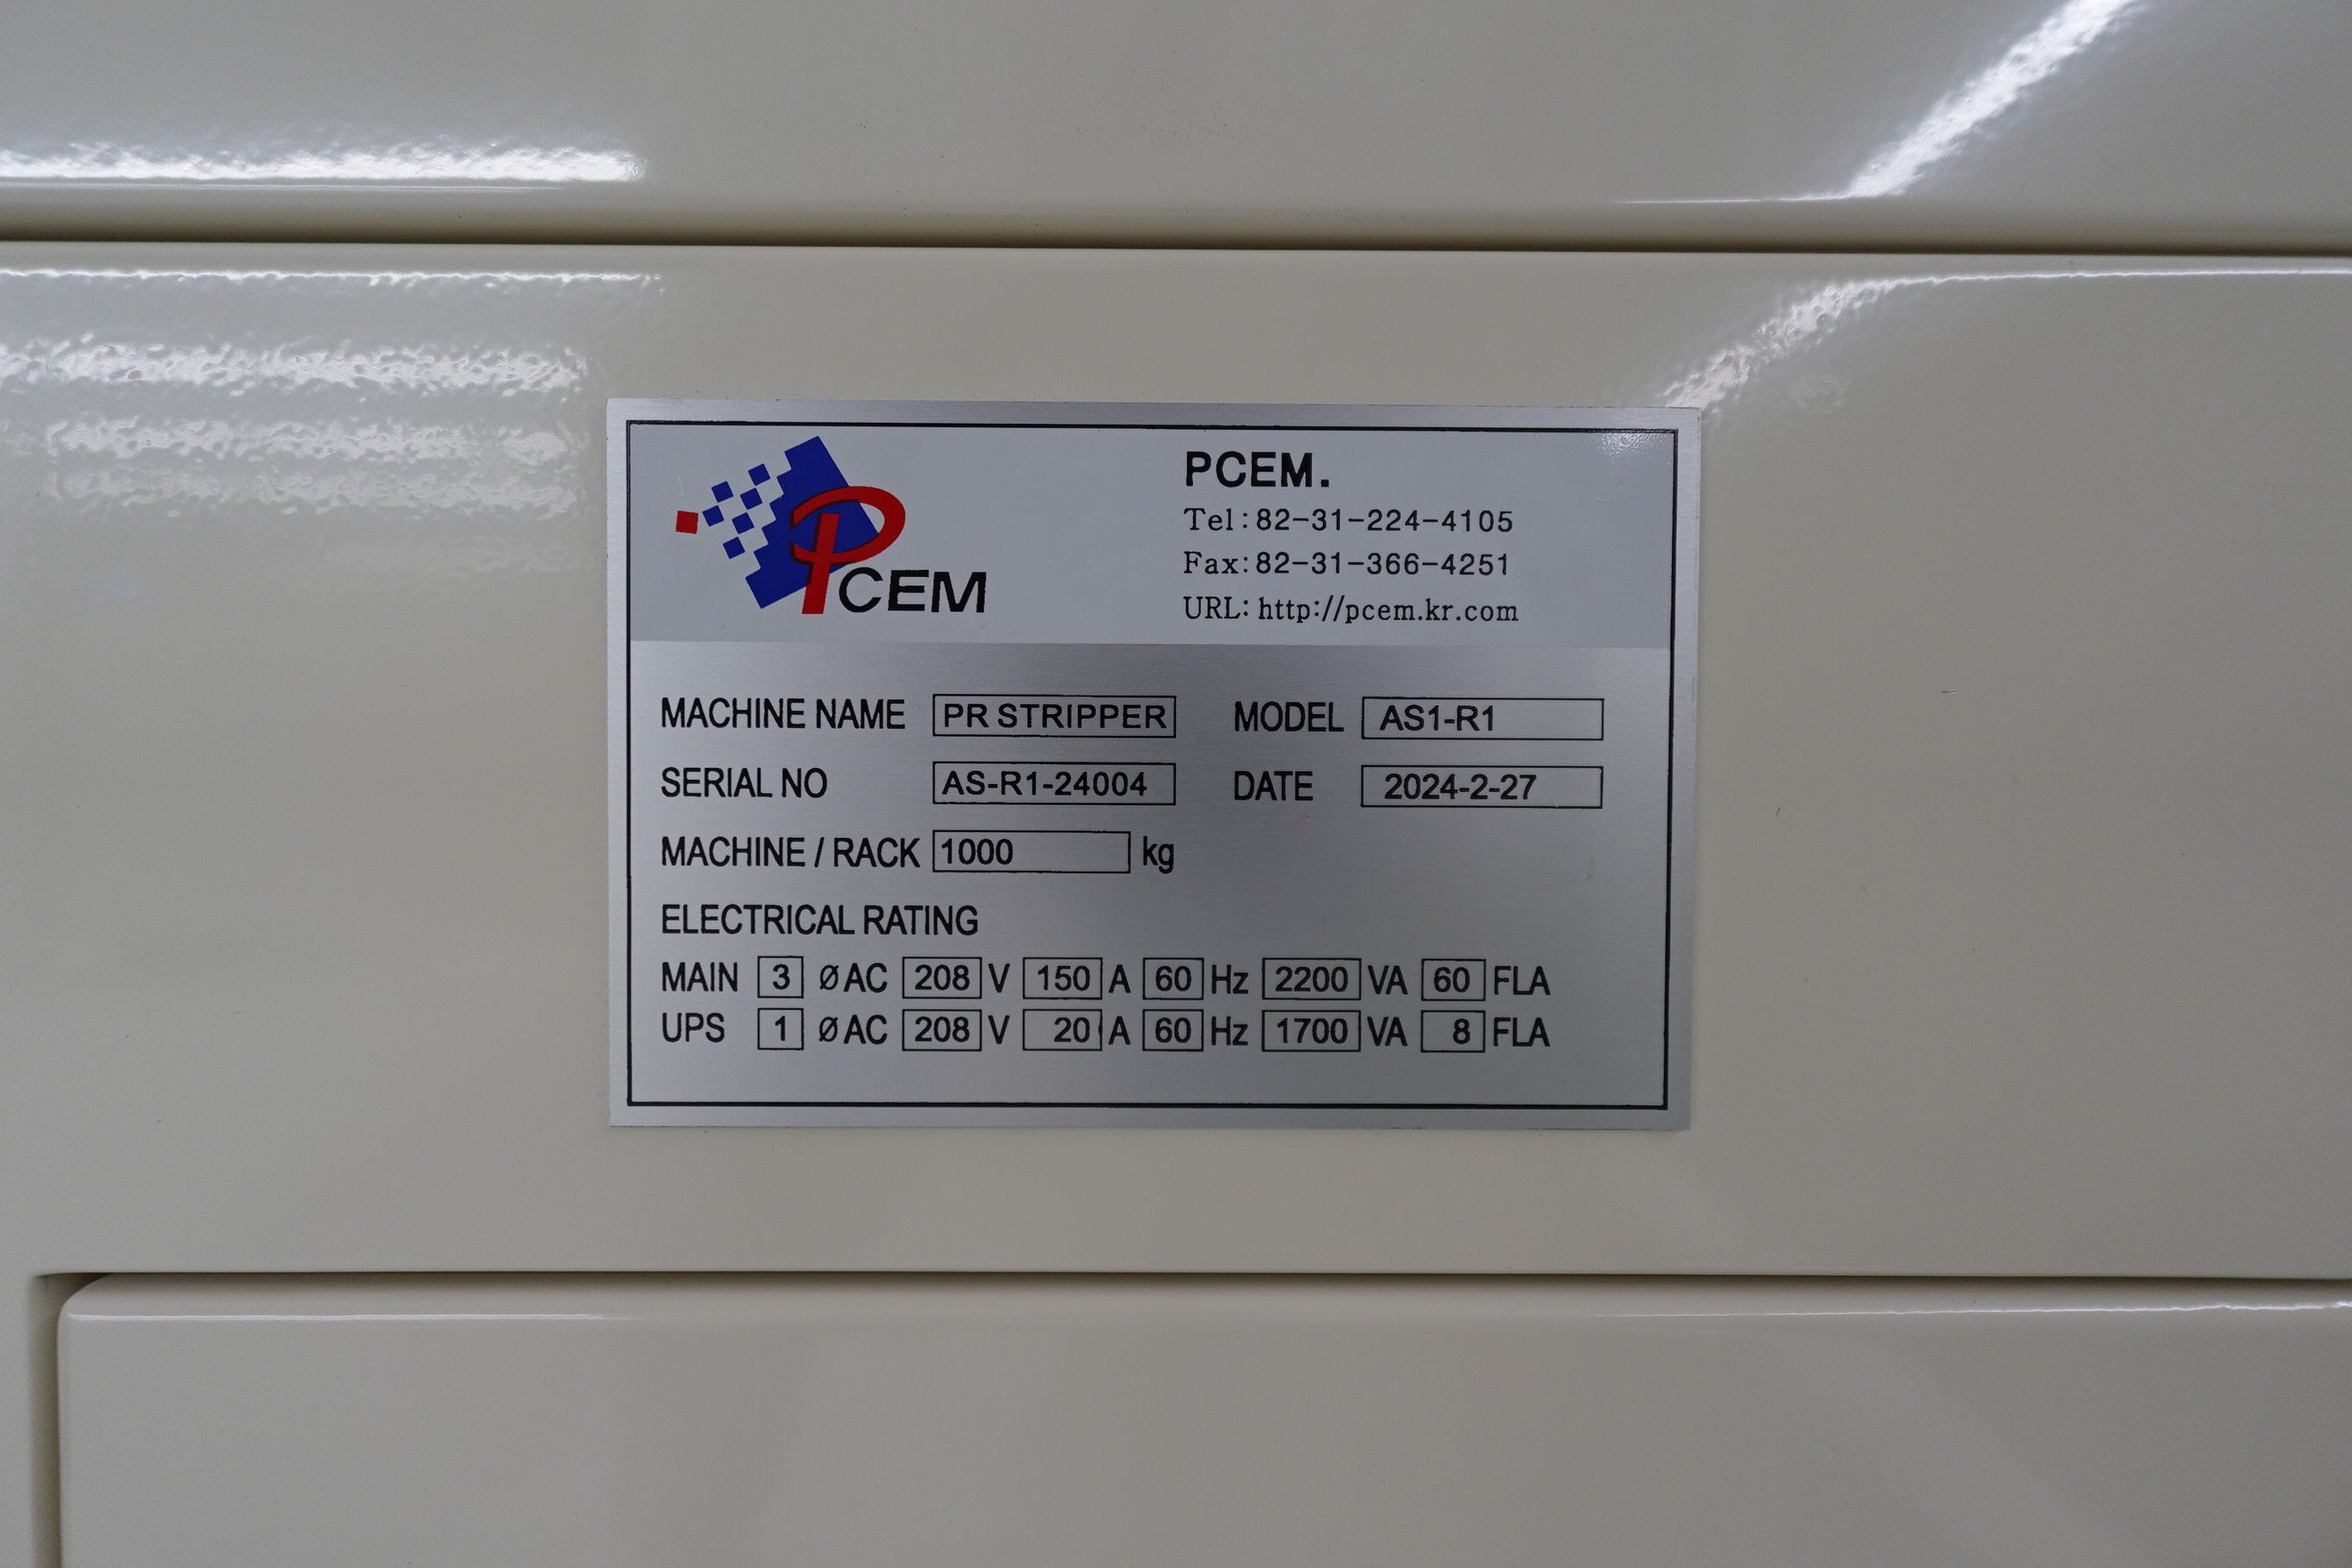 PCEM
PCEM.
Tel:82-31-224-4105
Fax:82-31-366-4251
URL: http://pcem.kr.com
MACHINE NAME PR STRIPPER MODEL AS1-R1
SERIAL NO AS-R1-24004 DATE 2024-2-27
MACHINE / RACK 1000 kg
ELECTRICAL RATING
MAIN 3 ØAC 208 V 150 A 60 Hz 2200 VA 60 FLA
UPS 1 ØAC 208 V 20 A 60 Hz 1700 VA 8 FLA